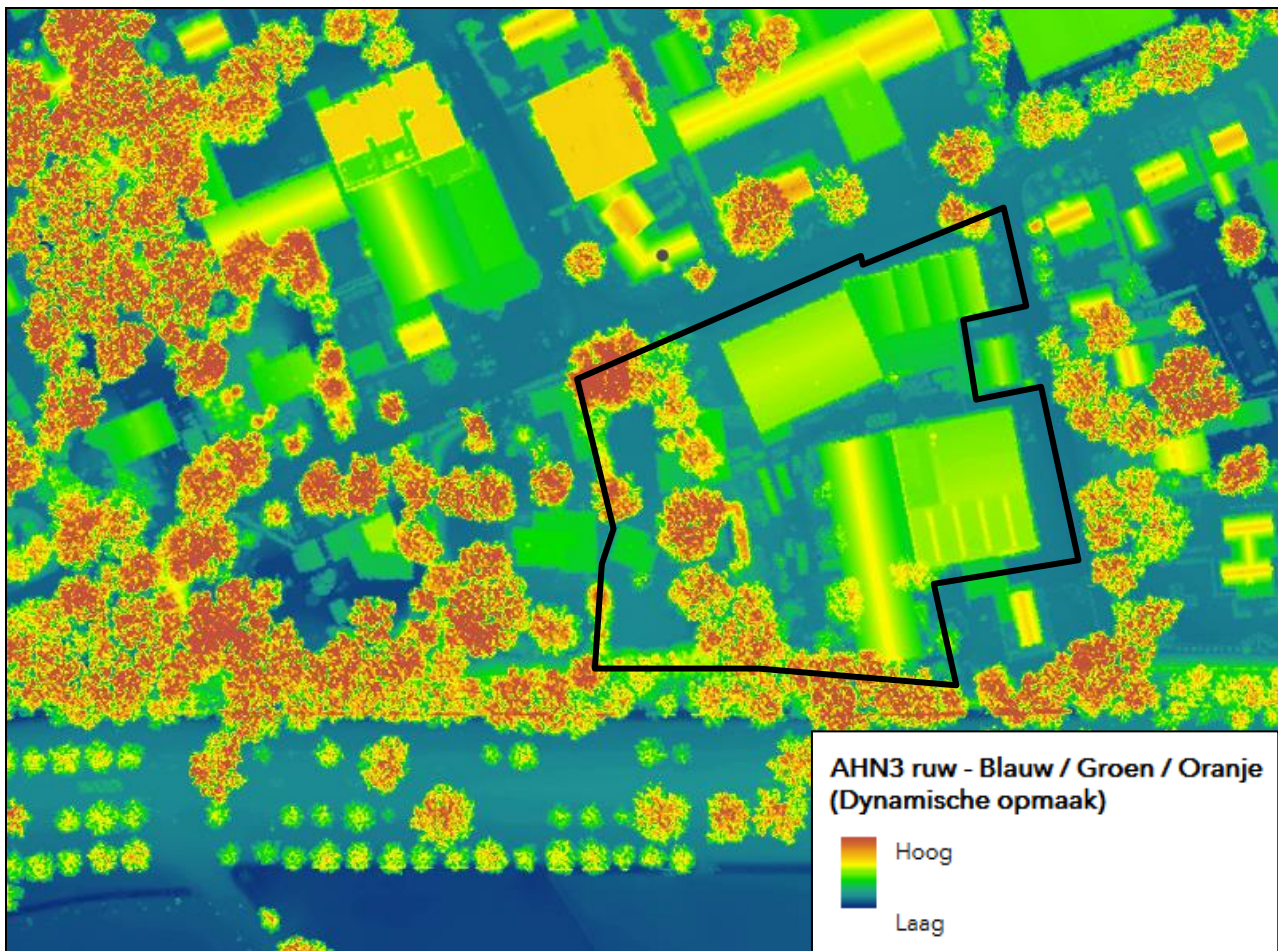 AHN3 ruw - Blauw / Groen / Oranje
(Dynamische opmaak)
Hoog
Laag